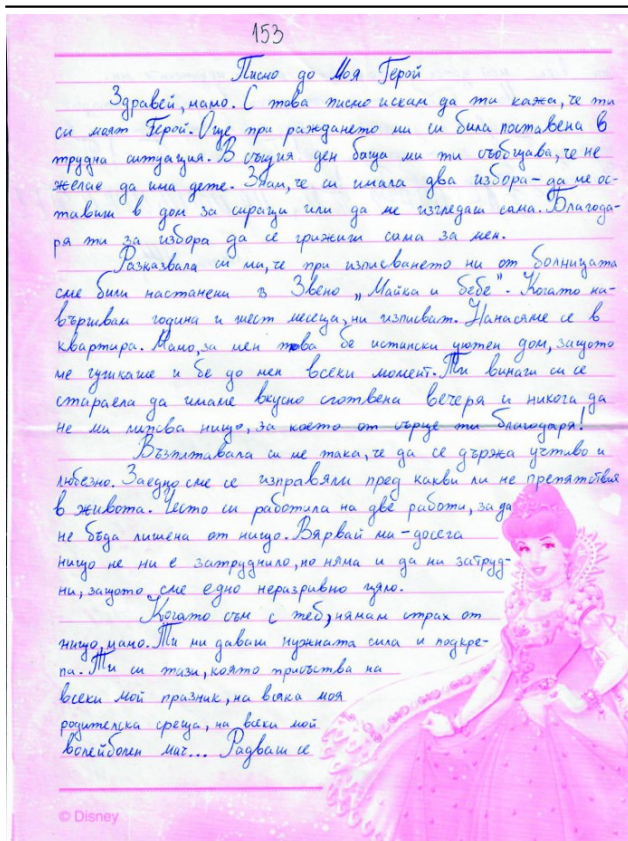 153
Писмо до Моя Герой
Здравей, мамо. С това писмо искам да ти кажа, че ти
си моят Герой. Още при раждането ми си била поставена в
трудна ситуация. В същия ден баща ми ти съобщава, че не
желае да има дете. Знам, че си имала два избора - да ме ос-
тавиш в дом за сираци или да ме изгледаш сама. Благода-
ря ти за избора да се грижиш сама за мен.
Разказвала си ми, че при изписването ни от болницата
сме били настанени в Звено „Майка и бебе". Когато на-
вършвам година и шест месеца, ни изписват. Нанасяме се в
квартира. Мамо, за мен това бе истински уютен дом, защото
ме гушкаше и бе до мен всеки момент. Ти винаги си се
стараела да имаме вкусно сготвена вечеря и никога да
не ми липсва нищо, за което от сърце ти благодаря!
Възпитавала си ме така, че да се държа учтиво и
любезно. Заедно сме се изправяли пред какви ли не препятствия
в живота. Често си работила на две работи, за да
не бъда лишена от нищо. Вярвай ми - досега
нищо не ни е затруднило, но няма и да ни затруд-
ни, защото сме едно неразривно цяло.
Когато съм с теб, нямам страх от
нищо, мамо. Ти ми даваш нужната сила и подкре-
па. Ти си тази, която присъства на
всеки мой празник, на всяка моя
родителска среща, на всеки мой
волейболен мач... Радваш се
© Disney